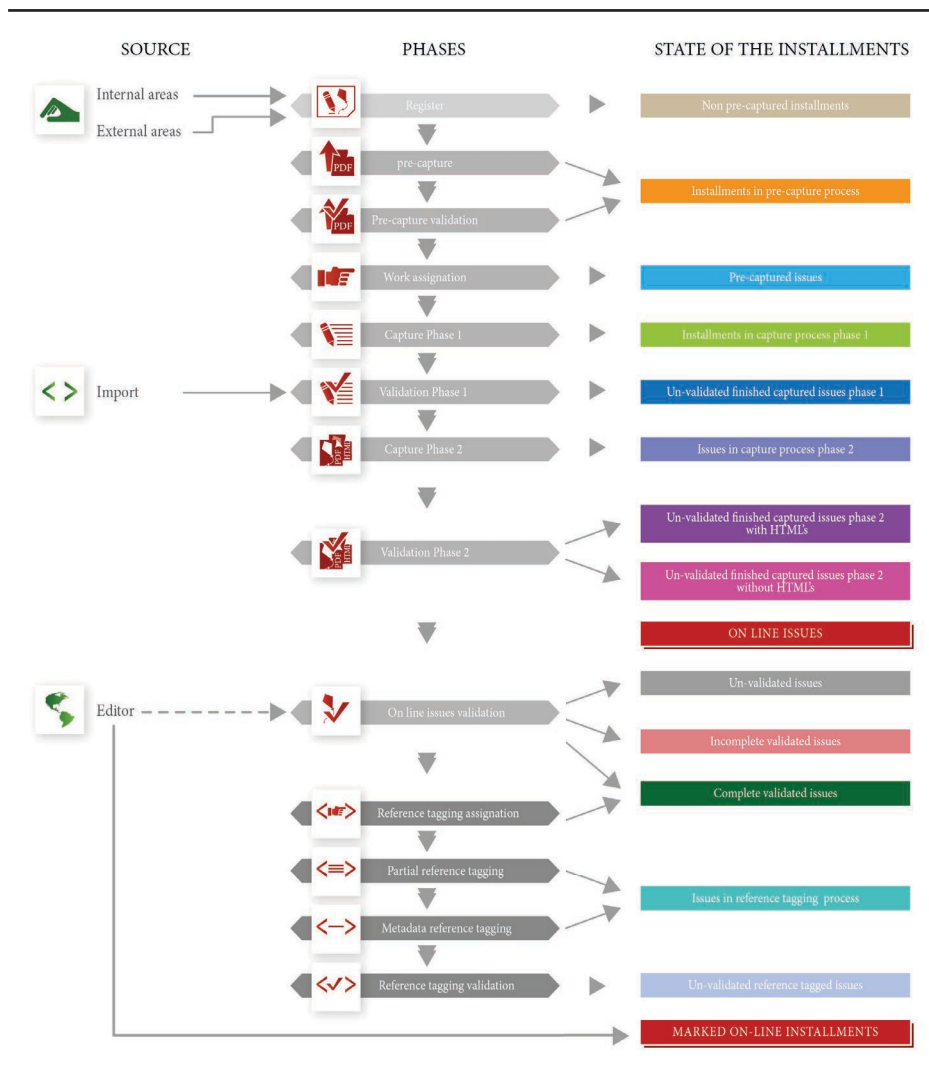 SOURCE PHASES STATE OF THE INSTALLMENTS
Internal areas
External areas
Register
Non pre-captured installments
PDF
pre-capture
Installments in pre-capture process
PDF
Pre-capture validation
Work assignation
Pre-captured issues
Capture Phase 1
Installments in capture process phase 1
Import
Validation Phase 1
Un-validated finished captured issues phase 1
PDF
HTML
Capture Phase 2
Issues in capture process phase 2
Un-validated finished captured issues phase 2
with HTML's
PDF
HTML
Validation Phase 2
Un-validated finished captured issues phase 2
without HTML's
ON LINE ISSUES
Un-validated issues
Editor
On line issues validation
Incomplete validated issues
Complete validated issues
Reference tagging assignation
Partial reference tagging
Issues in reference tagging process
Metadata reference tagging
Reference tagging validation
Un-validated reference tagged issues
MARKED ON-LINE INSTALLMENTS